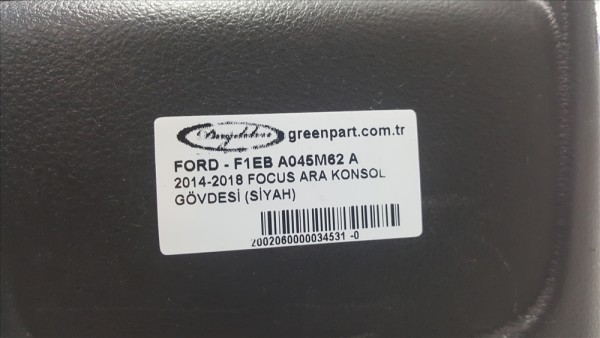 greenpart.com.tr
FORD - F1EB A045M62 A
2014-2018 FOCUS ARA KONSOL
GÖVDESİ (SİYAH)
2002060000034531 -0